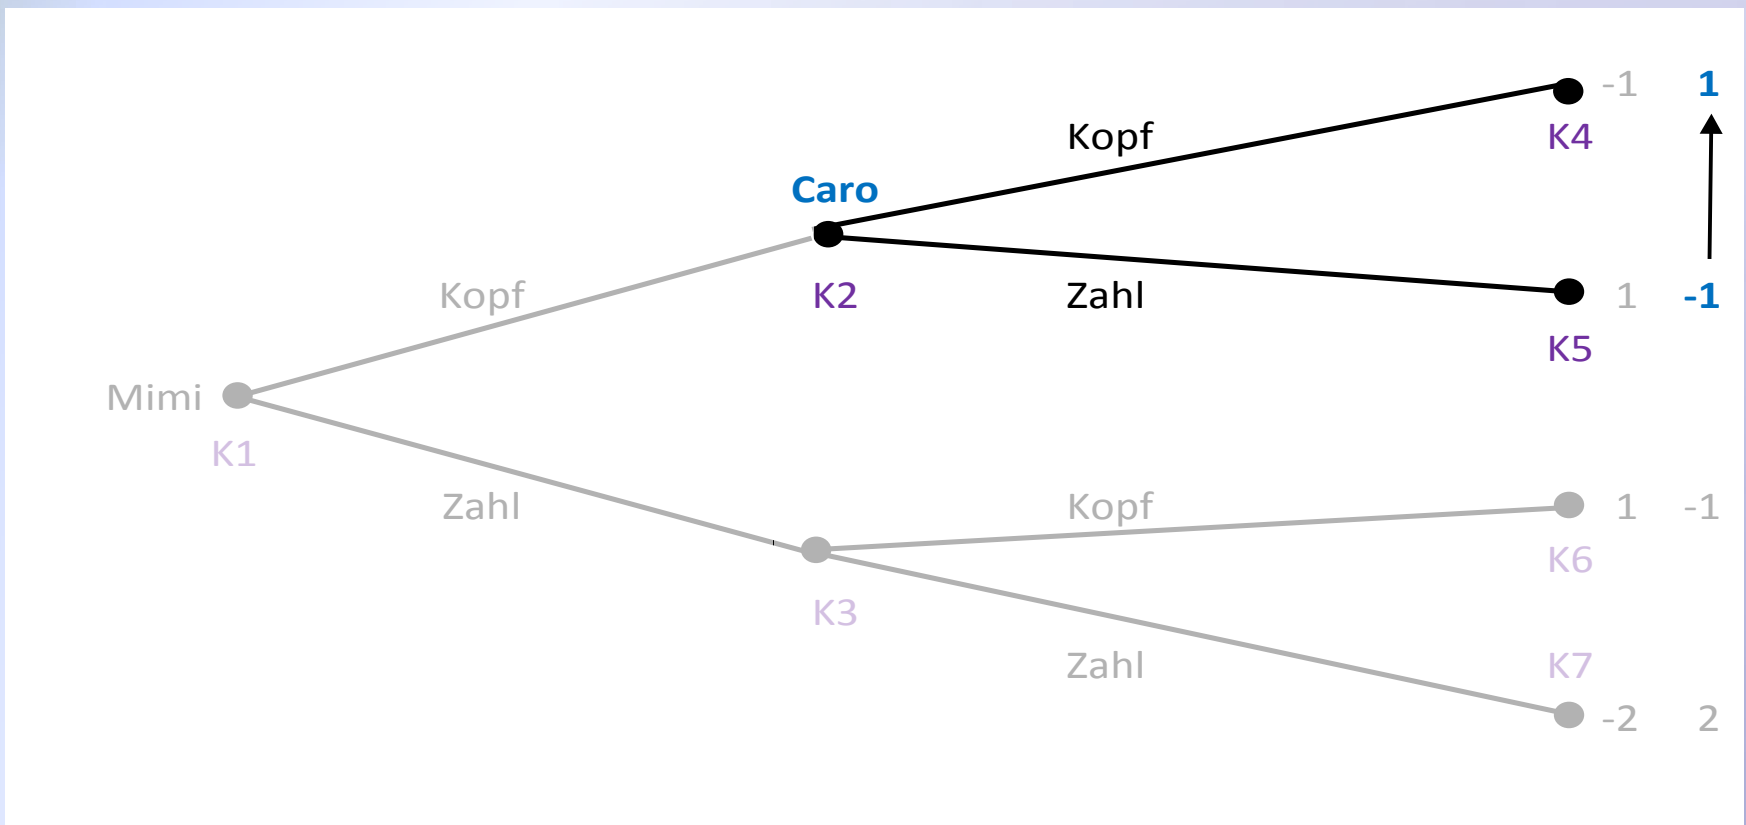 -1 1
Kopf K4
Caro
Kopf K2 Zahl 1 -1
K5
Mimi
K1
Zahl Kopf 1 -1
K6
K3
Zahl K7
-2 2